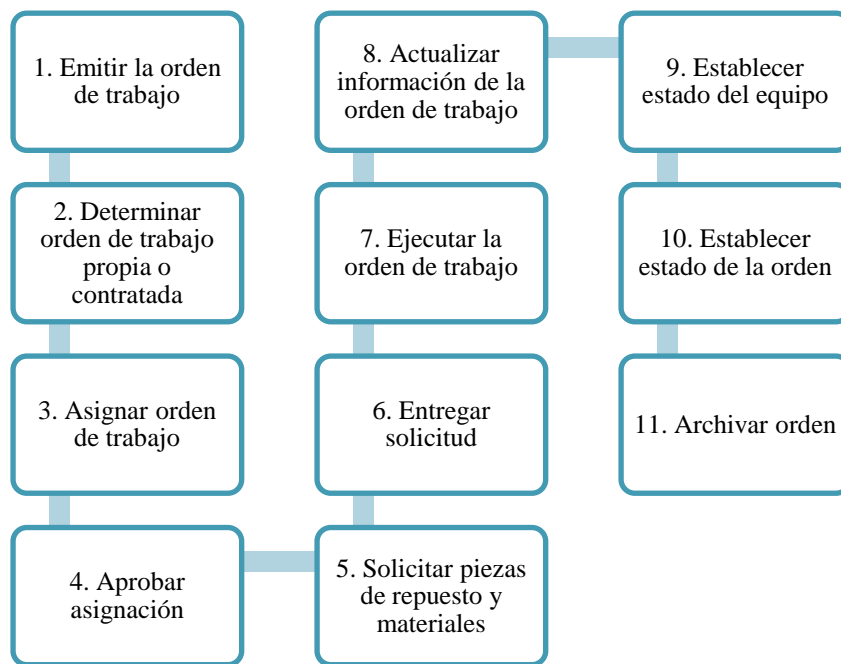 1. Emitir la orden
de trabajo
2. Determinar
orden de trabajo
propia o
contratada
3. Asignar orden
de trabajo
4. Aprobar
asignación
5. Solicitar piezas
de repuesto y
materiales
6. Entregar
solicitud
7. Ejecutar la
orden de trabajo
8. Actualizar
información de la
orden de trabajo
9. Establecer
estado del equipo
10. Establecer
estado de la orden
11. Archivar orden